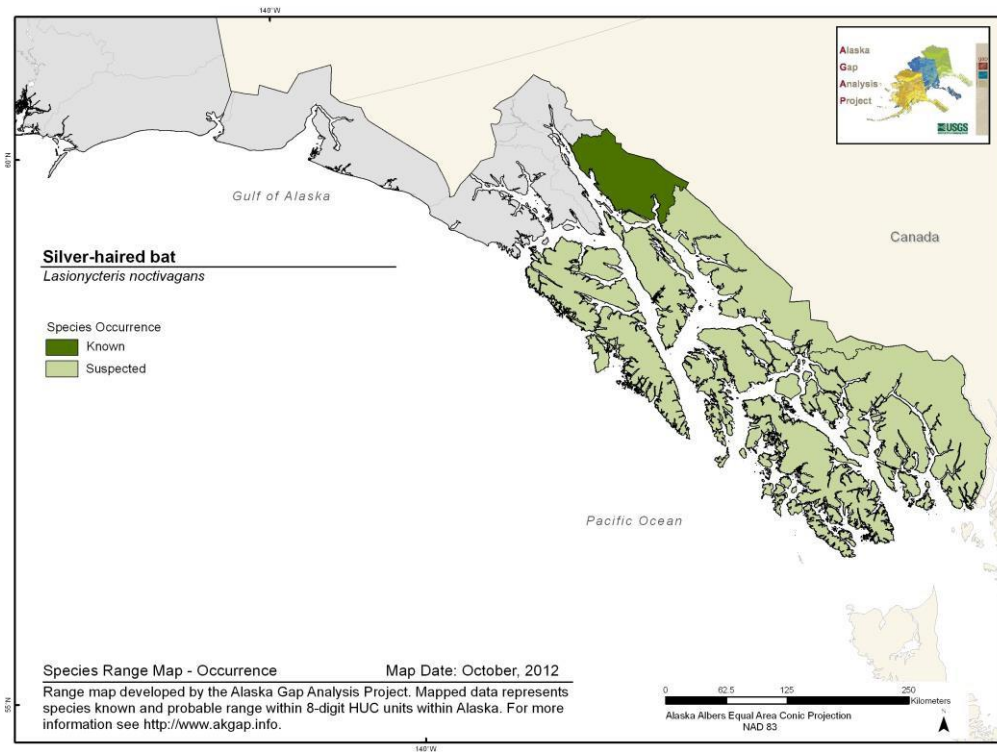 140°W
Alaska
Gap
Analysis
Project
USGS
60°N
Gulf of Alaska
Canada
Silver-haired bat
Lasionycteris noctivagans
Species Occurrence
Known
Suspected
Pacific Ocean
Species Range Map - Occurrence Map Date: October, 2012
Range map developed by the Alaska Gap Analysis Project. Mapped data represents
species known and probable range within 8-digit HUC units within Alaska. For more
information see http://www.akgap.info.
0 62.5 125 250
Kilometers
Alaska Albers Equal Area Conic Projection
NAD 83
55°N
140°W